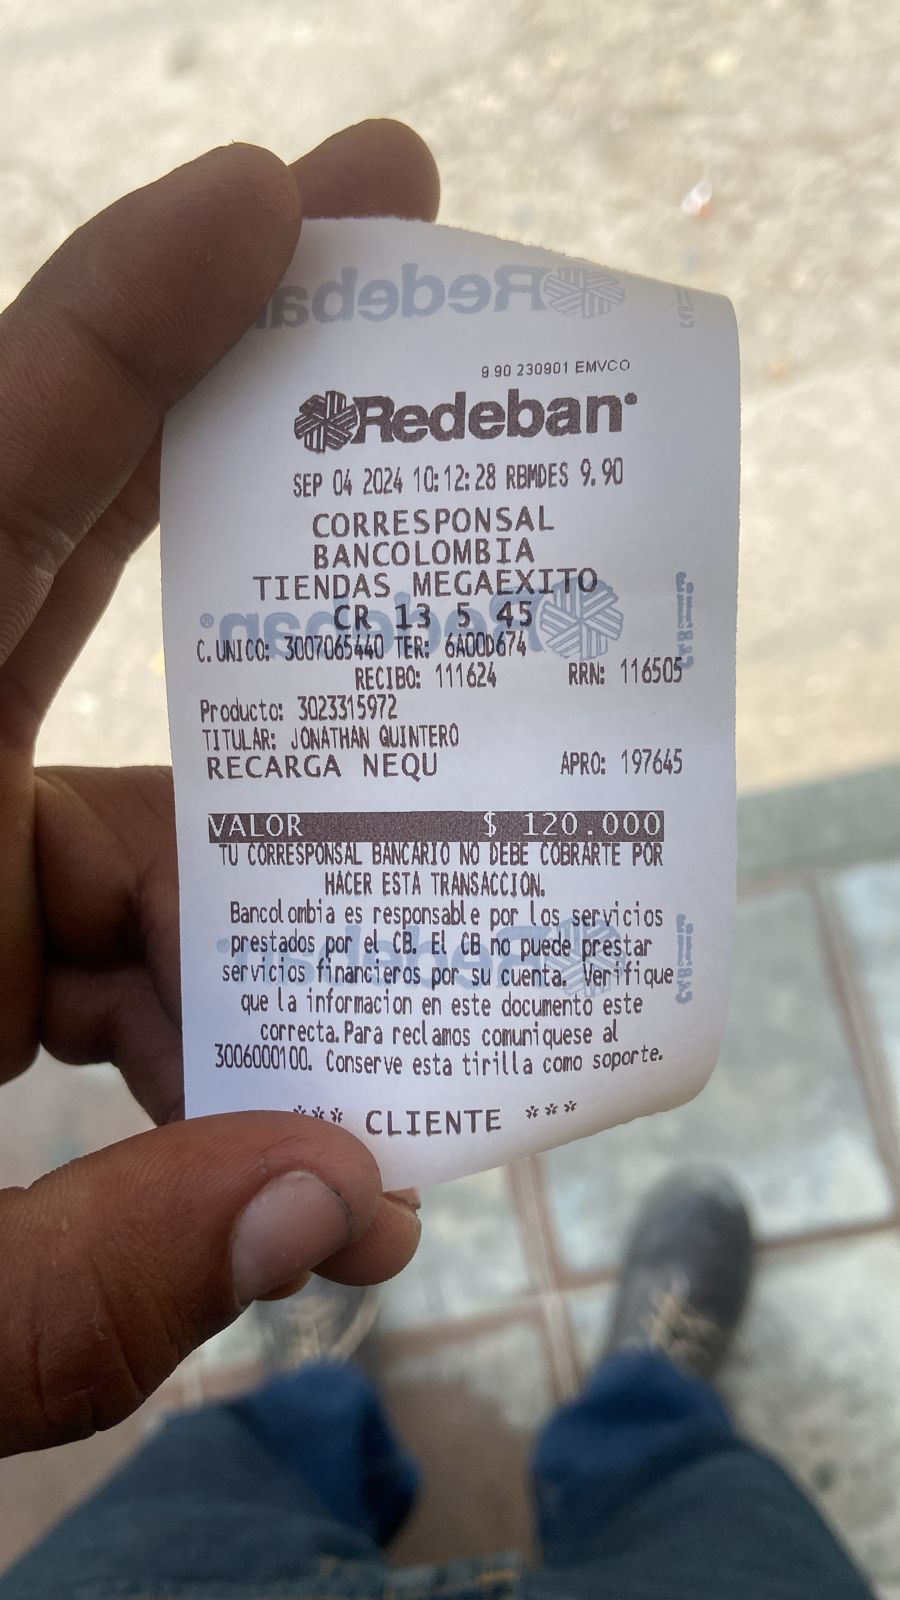 9.90 230901 EMVCO
Redeban
SEP 04 2024 10:12:28 RBMDES 9.90
CORRESPONSAL
BANCOLOMBIA
TIENDAS MEGAEXITO
CR 13 5 45
C. UNICO: 3007065440 TER: 6A00D674
RECIBO: 111624 RRN: 116505
Producto: 3023315972
TITULAR: JONATHAN QUINTERO
RECARGA NEQU APRO: 197645
VALOR $ 120.000
TU CORRESPONSAL BANCARIO NO DEBE COBRARTE POR
HACER ESTA TRANSACCION.
Bancolombia es responsable por los servicios
prestados por el CB. El CB no puede prestar
servicios financieros por su cuenta. Verifique
que la informacion en este documento este
correcta. Para reclamos comuniquese al
3006000100. Conserve esta tirilla como soporte.
*** CLIENTE ***